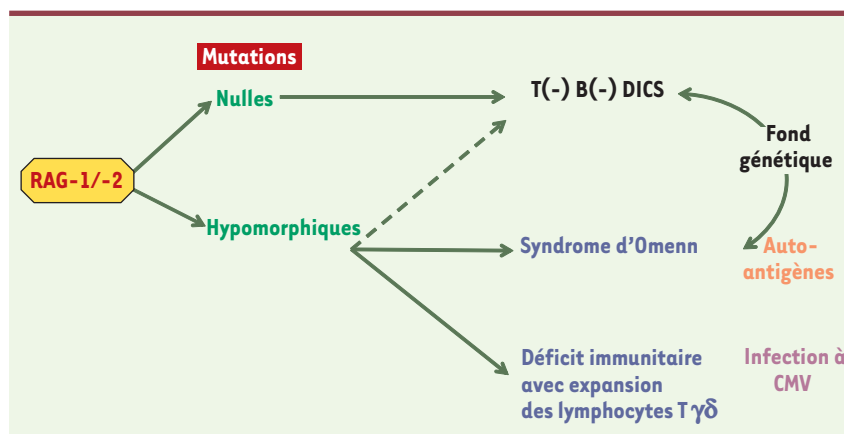 Mutations
Nulles
T(-) B(-) DICS
Fond
génétique
RAG-1/-2
Hypomorphiques
Syndrome d'Omenn
Auto-
antigènes
Déficit immunitaire
avec expansion
des lymphocytes T γδ
Infection à
CMV